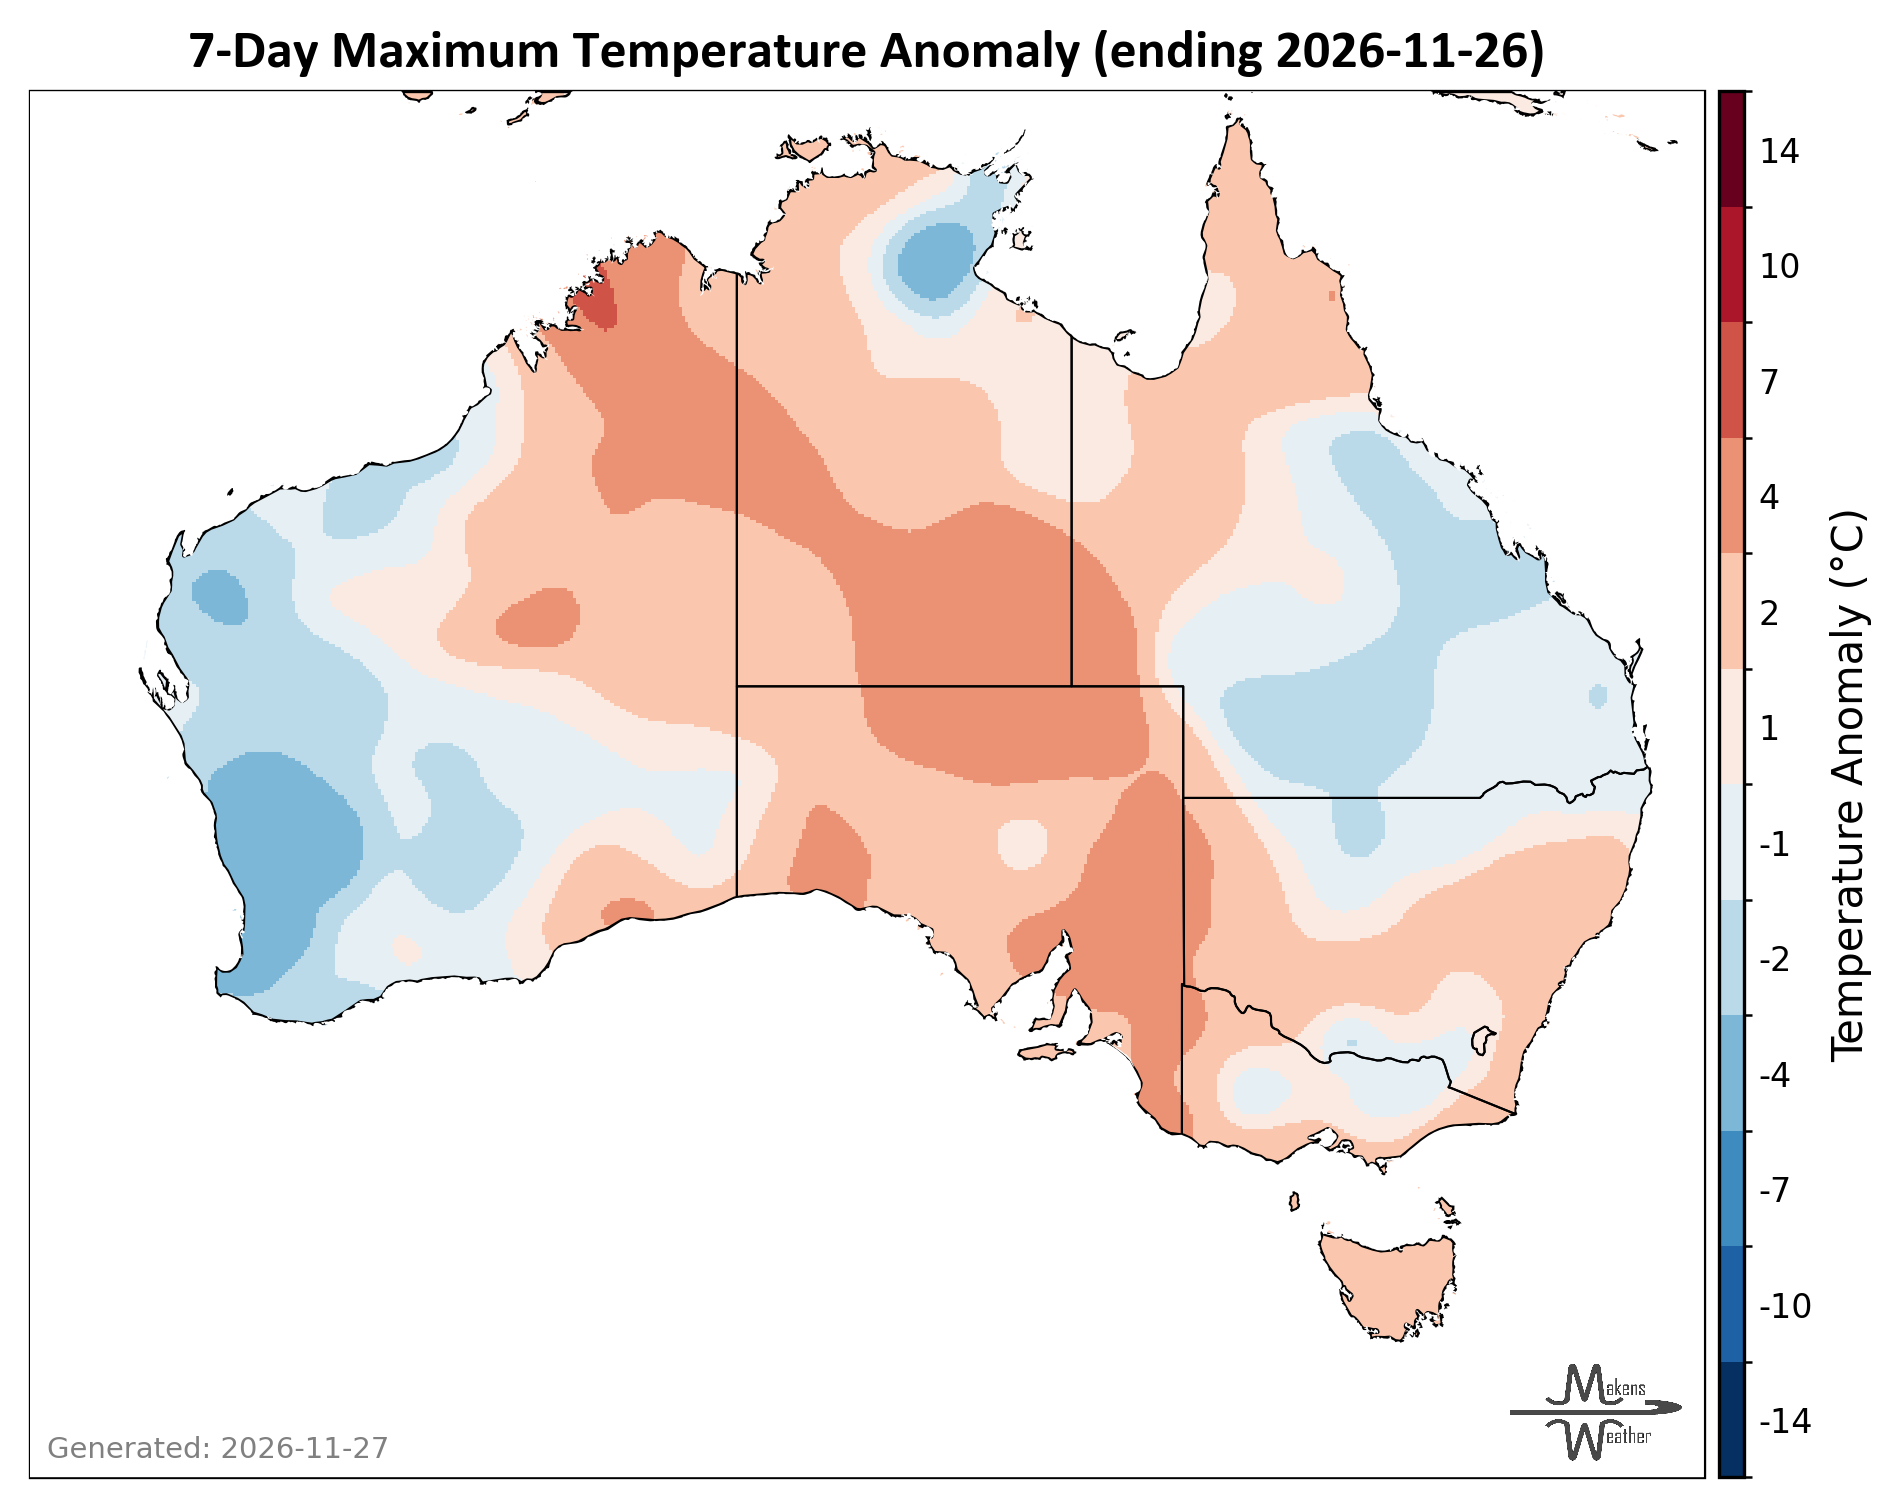 7-Day Maximum Temperature Anomaly (ending 2026-11-26)
14
10
7
4
2
1
-1
-2
-4
-7
-10
-14
Temperature Anomaly (°C)
Makens
Weather
Generated: 2026-11-27